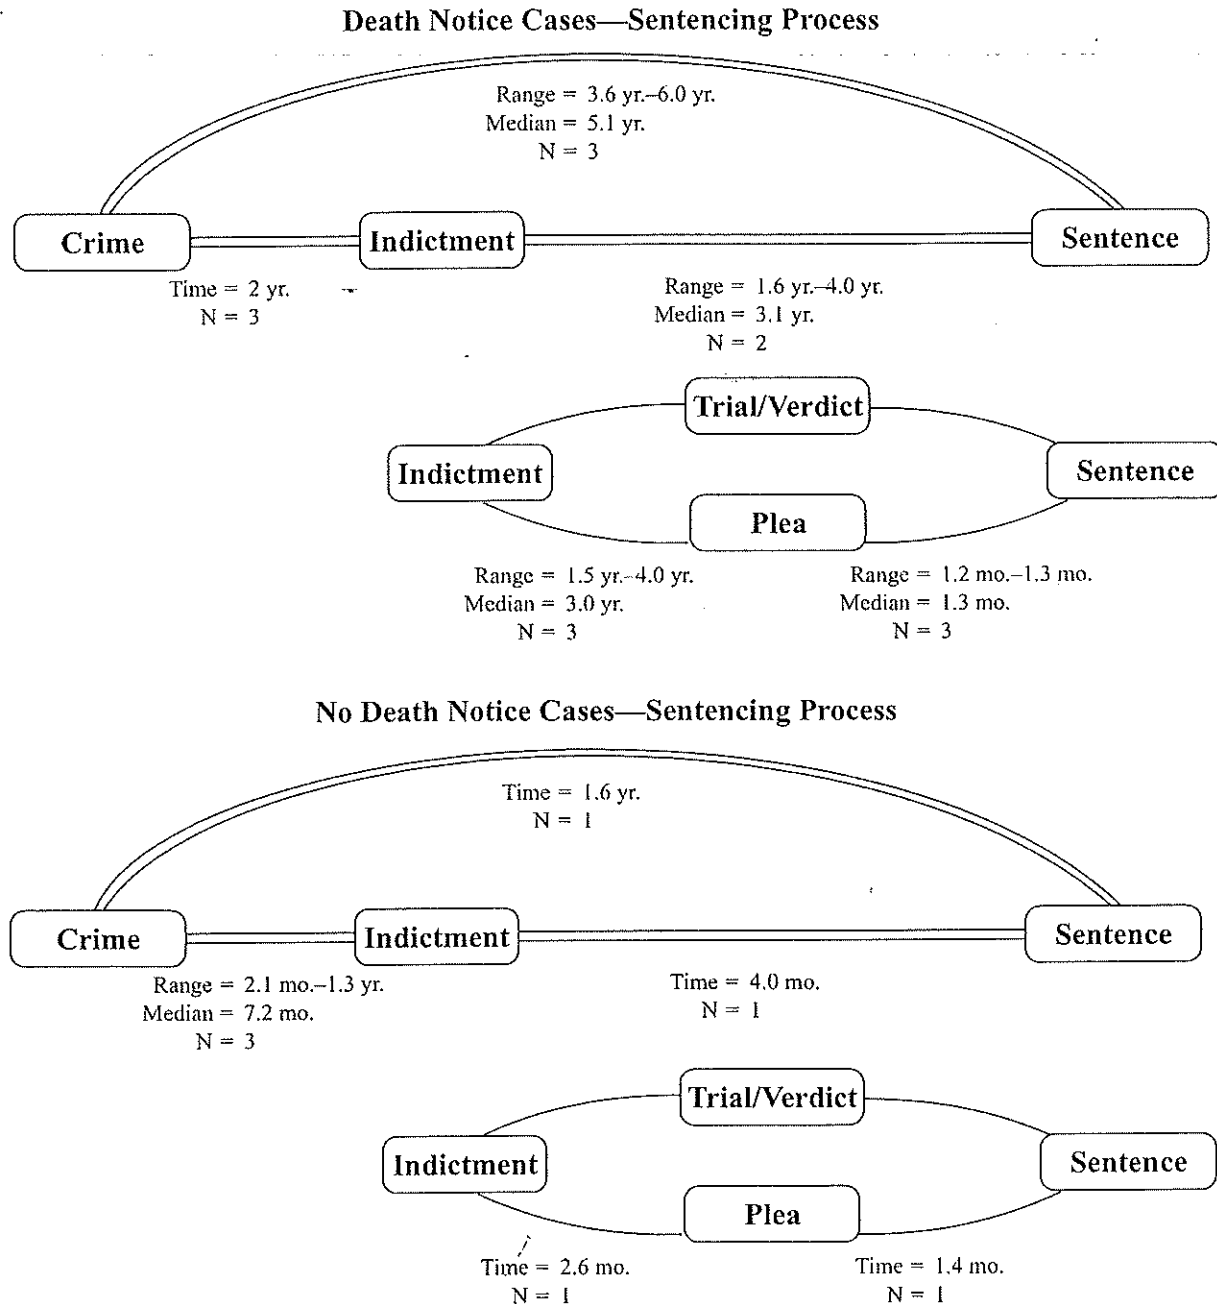 Death Notice Cases—Sentencing Process
Range = 3.6 yr.–6.0 yr.
Median = 5.1 yr.
N = 3
Crime
Indictment
Sentence
Time = 2 yr.
N = 3
Range = 1.6 yr.–4.0 yr.
Median = 3.1 yr.
N = 2
Trial/Verdict
Indictment
Sentence
Plea
Range = 1.5 yr.–4.0 yr.
Median = 3.0 yr.
N = 3
Range = 1.2 mo.–1.3 mo.
Median = 1.3 mo.
N = 3
No Death Notice Cases—Sentencing Process
Time = 1.6 yr.
N = 1
Crime
Indictment
Sentence
Range = 2.1 mo.–1.3 yr.
Median = 7.2 mo.
N = 3
Time = 4.0 mo.
N = 1
Trial/Verdict
Indictment
Sentence
Plea
Time = 2.6 mo.
N = 1
Time = 1.4 mo.
N = 1